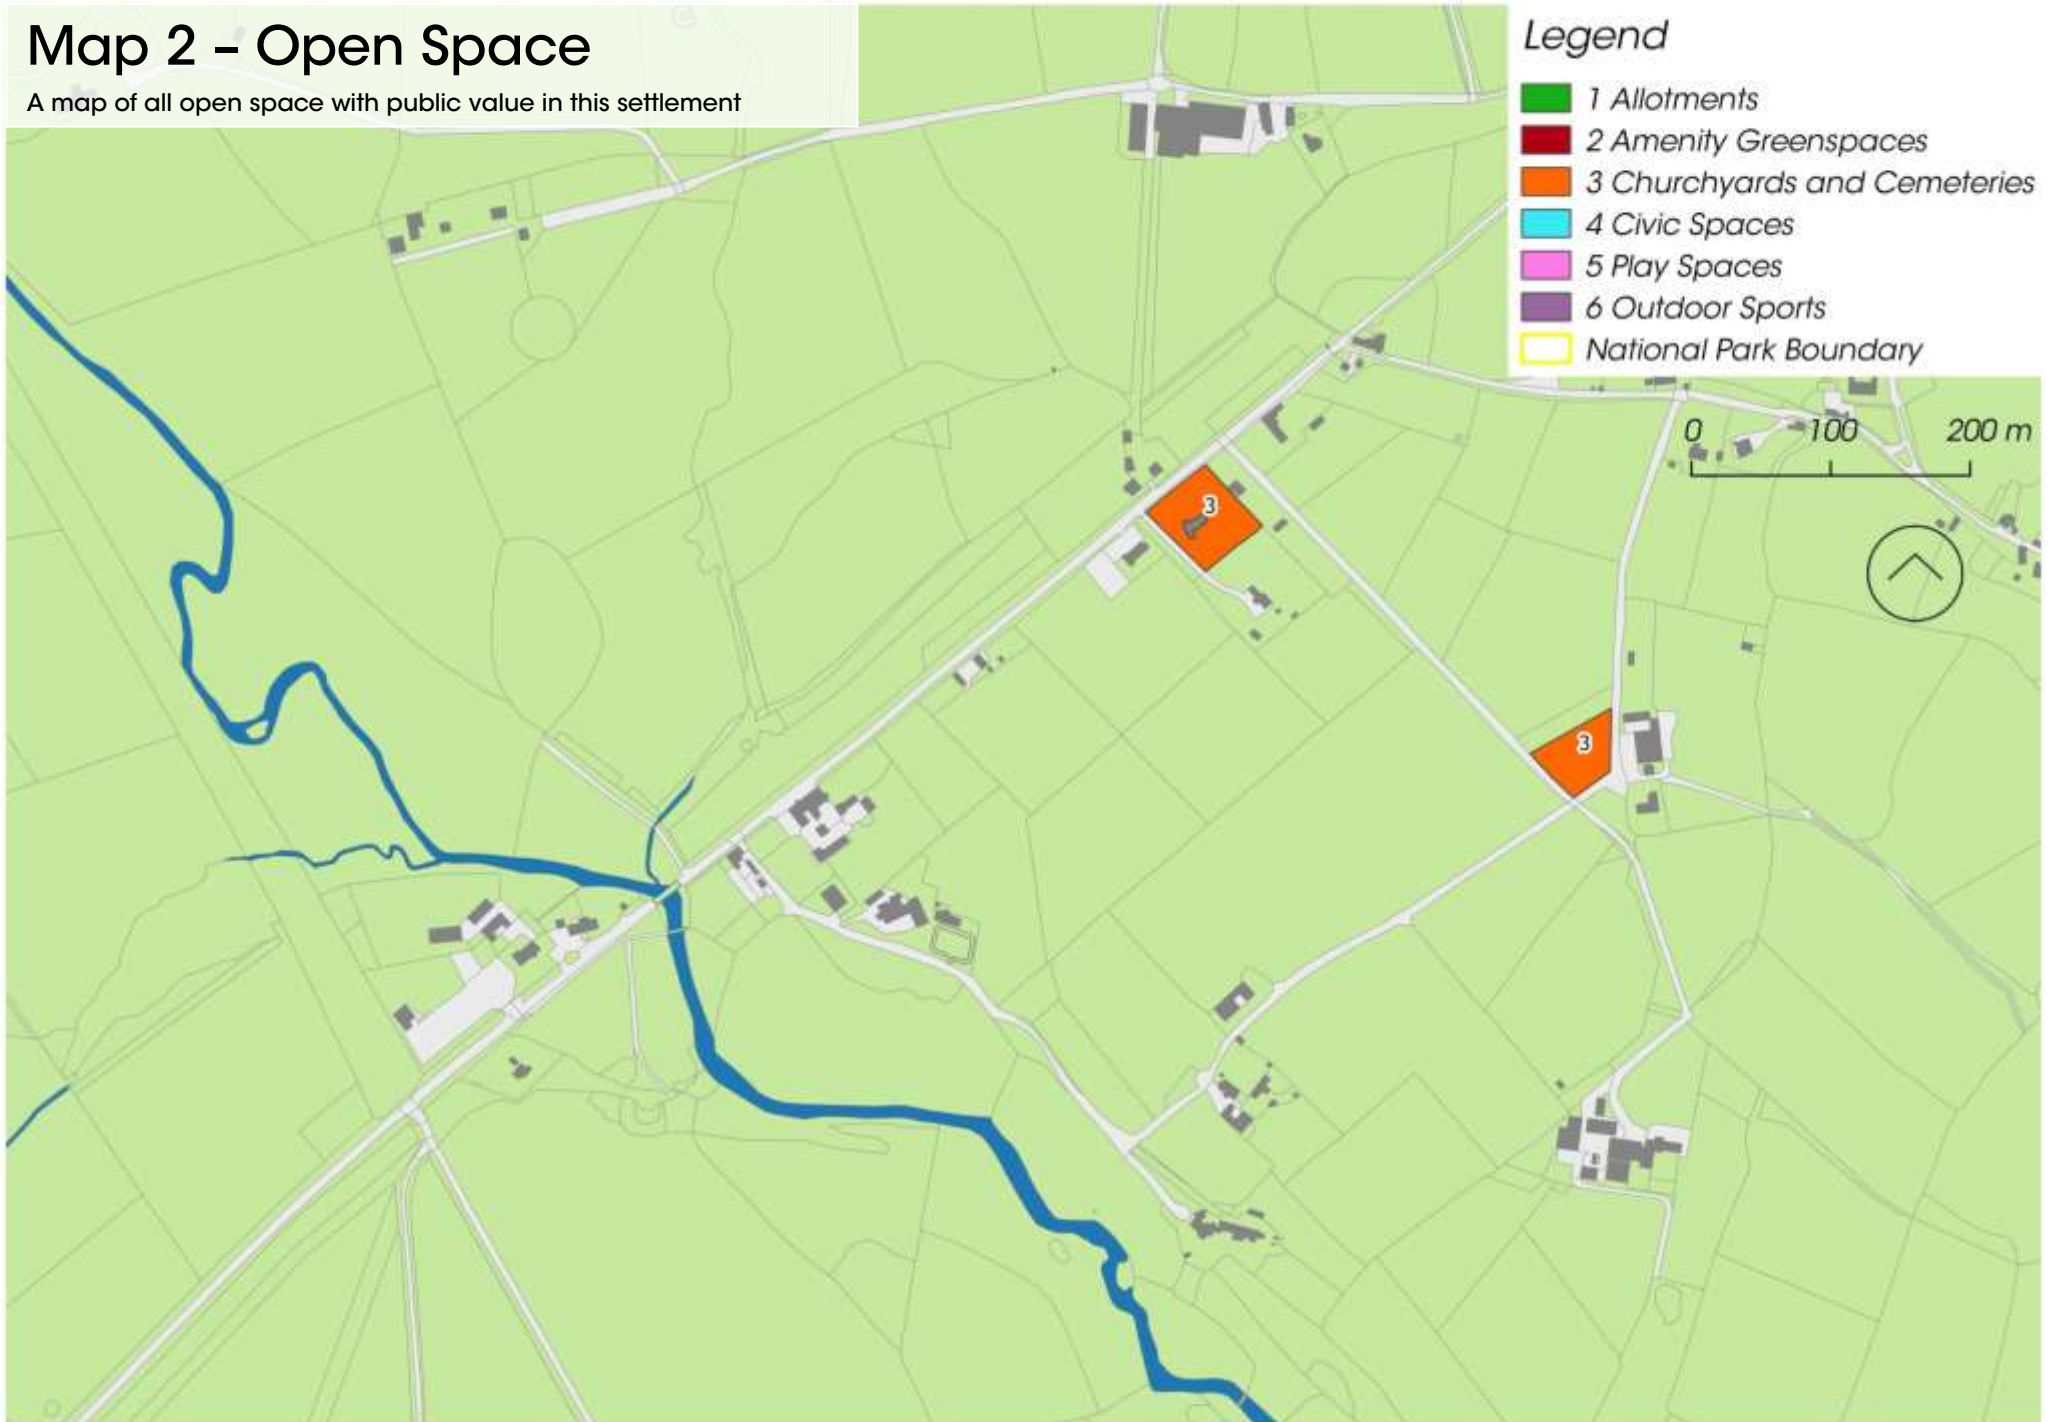 Map 2 – Open Space
A map of all open space with public value in this settlement
Legend
1 Allotments
2 Amenity Greenspaces
3 Churchyards and Cemeteries
4 Civic Spaces
5 Play Spaces
6 Outdoor Sports
National Park Boundary
0 100 200 m
3
3